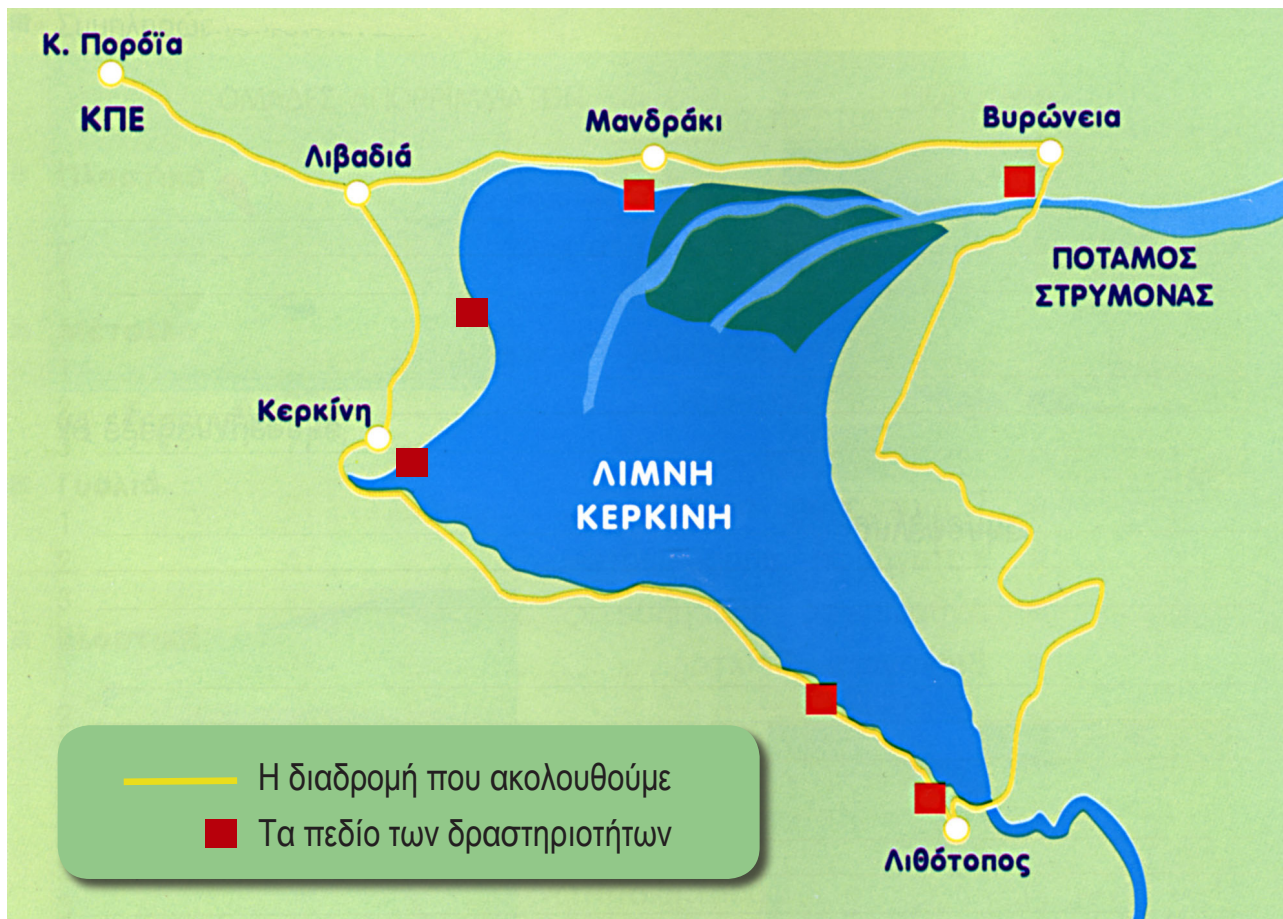 Κ. Πορόϊα
ΚΠΕ
Λιβαδιά
Μανδράκι
Βυρώνεια
ΠΟΤΑΜΟΣ
ΣΤΡΥΜΟΝΑΣ
Κερκίνη
ΛΙΜΝΗ
ΚΕΡΚΙΝΗ
Λιθότοπος
Η διαδρομή που ακολουθούμε
Τα πεδίο των δραστηριοτήτων